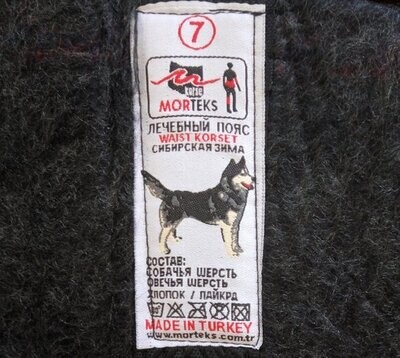 7
korse
MORTEKS
ЛЕЧЕБНЫЙ ПОЯС
WAIST KORSET
СИБИРСКАЯ ЗИМА
СОСТАВ:
СОБАЧЬЯ ШЕРСТЬ
ОВЕЧЬЯ ШЕРСТЬ
ХЛОПОК / ЛАЙКРА
MADE IN TURKEY
www.morteks.com.tr